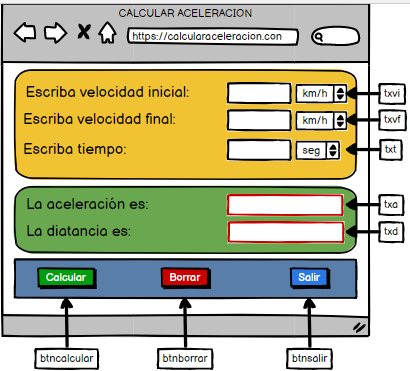 CALCULAR ACELERACION
https://calcularaceleracion.con
Escriba velocidad inicial: km/h txvi
Escriba velocidad final: km/h txvf
Escriba tiempo: seg txt
La aceleración es: txa
La diatancia es: txd
Calcular Borrar Salir
btncalcular btnborrar btnsalir